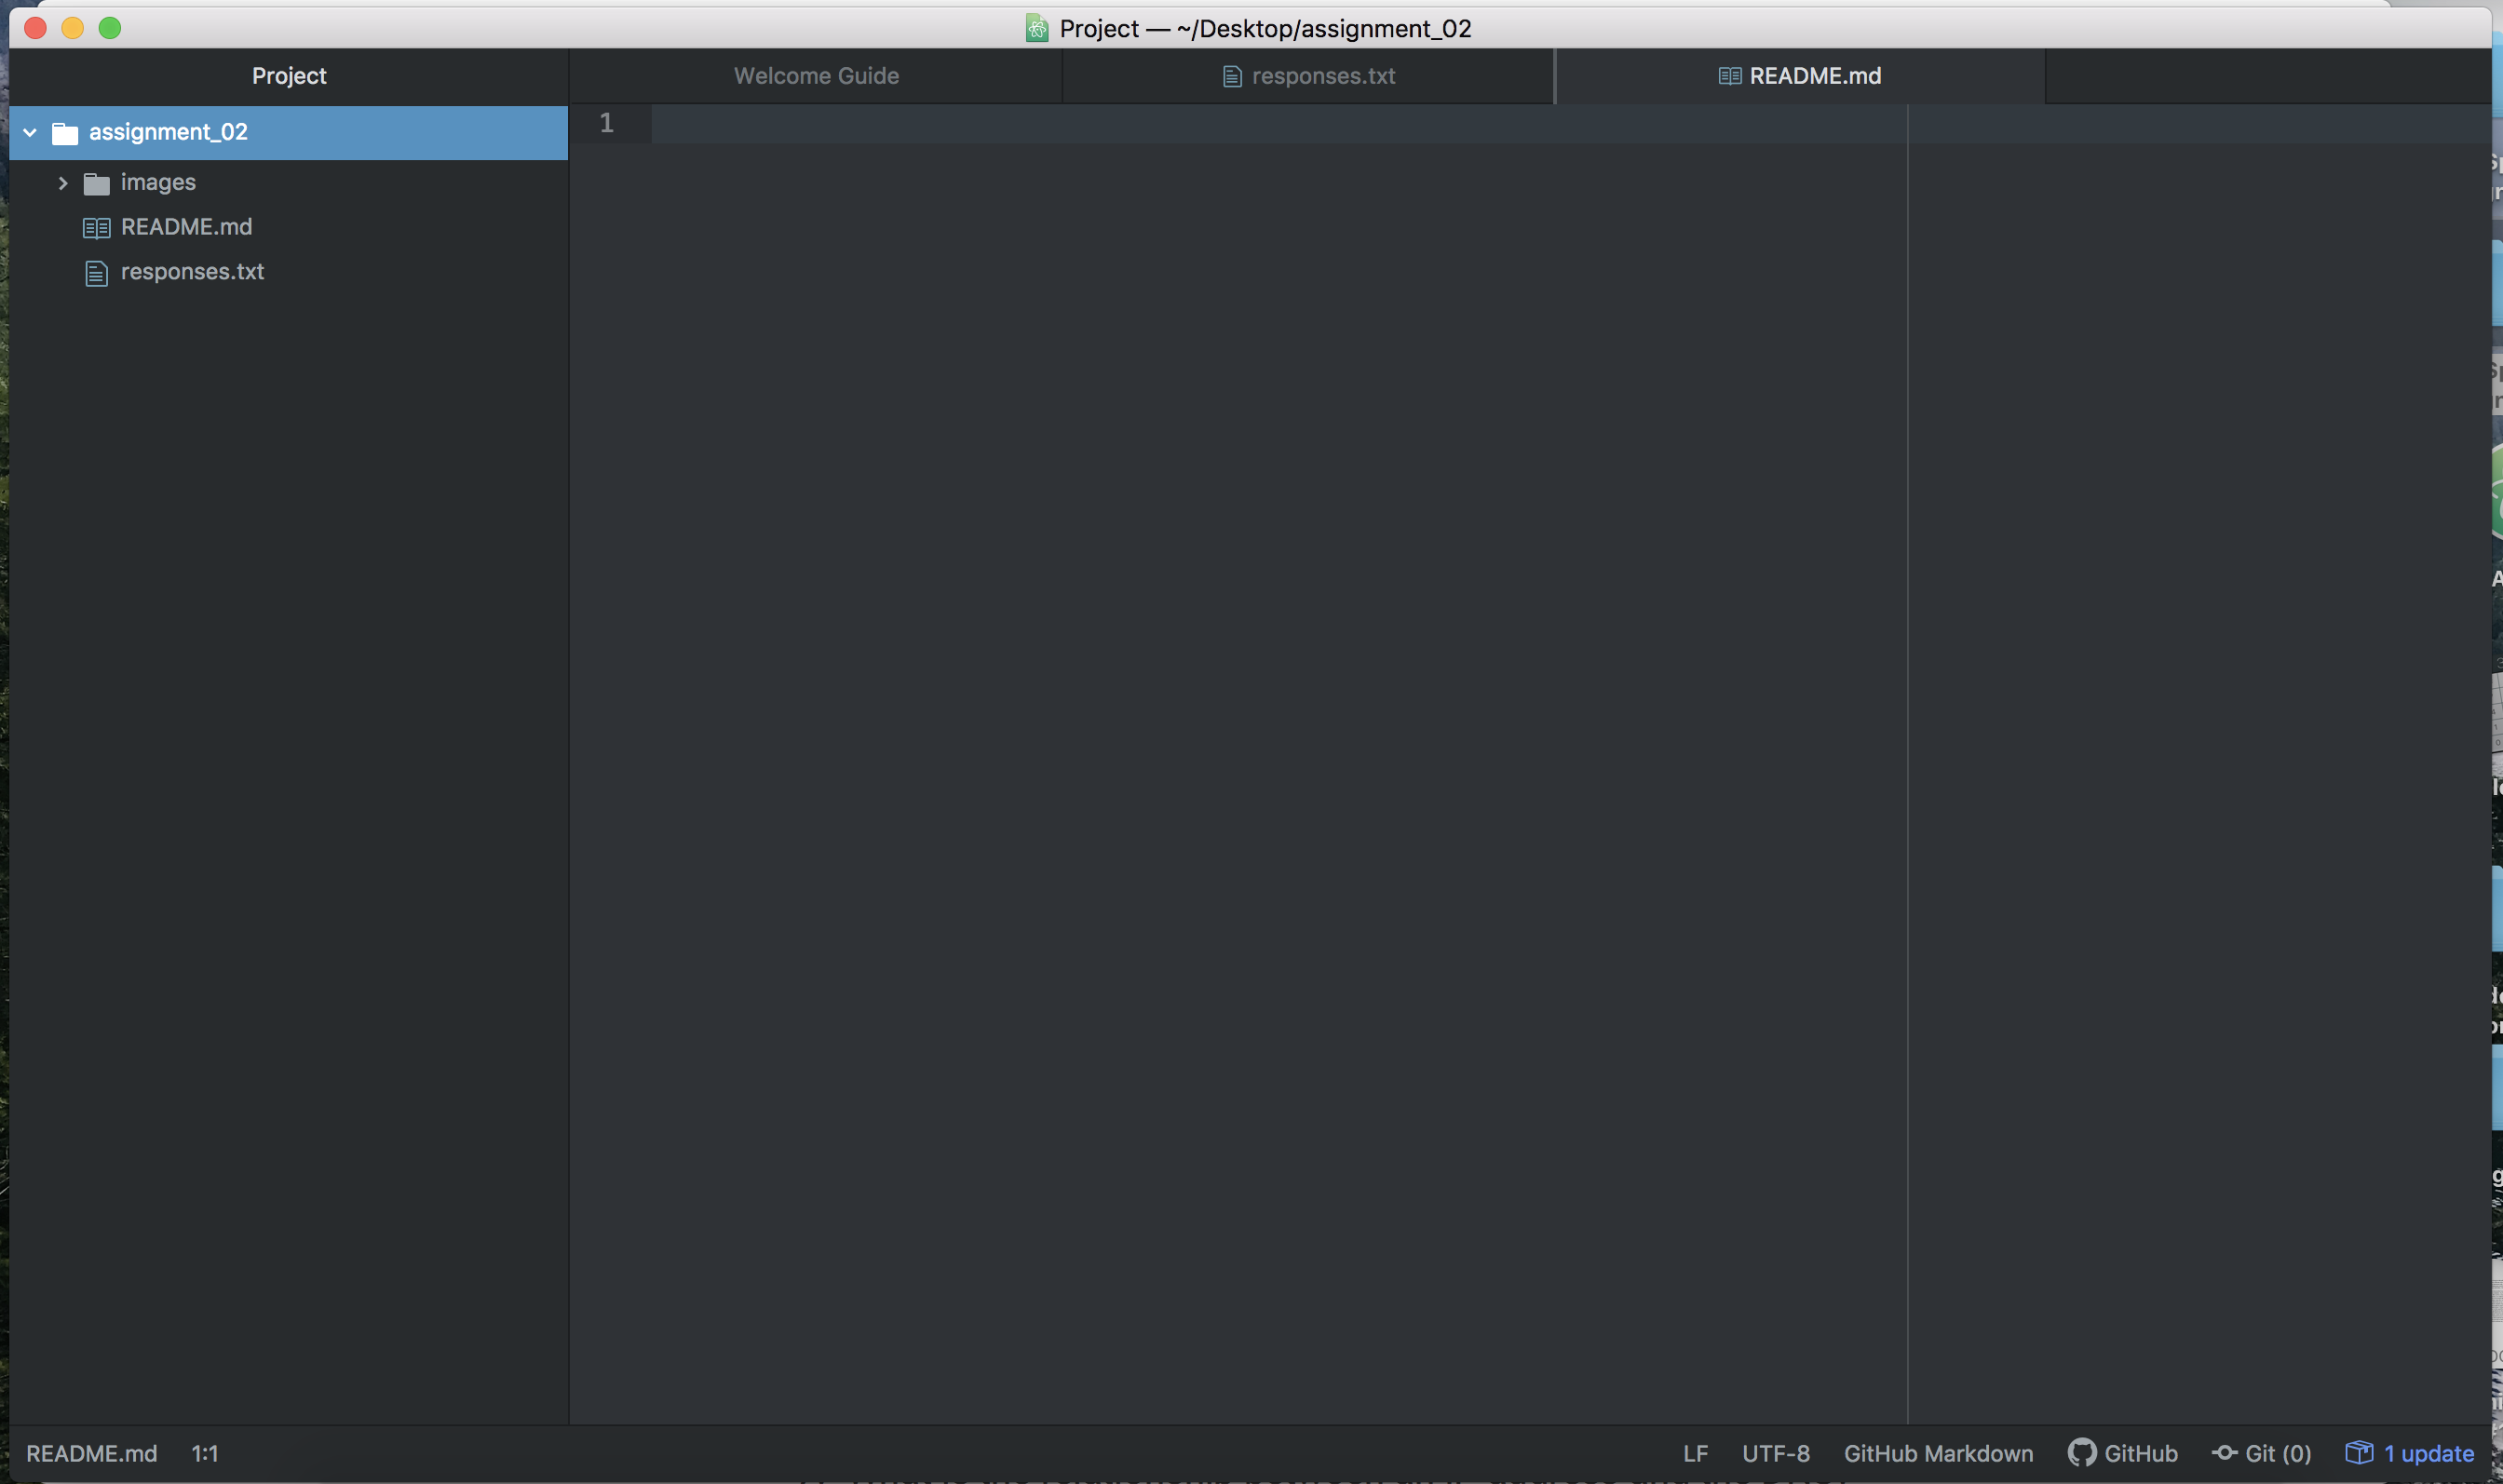 Project — ~/Desktop/assignment_02
Project
Welcome Guide
responses.txt
README.md
assignment_02
images
README.md
responses.txt
1
README.md 1:1
LF UTF-8 GitHub Markdown GitHub Git (0) 1 update